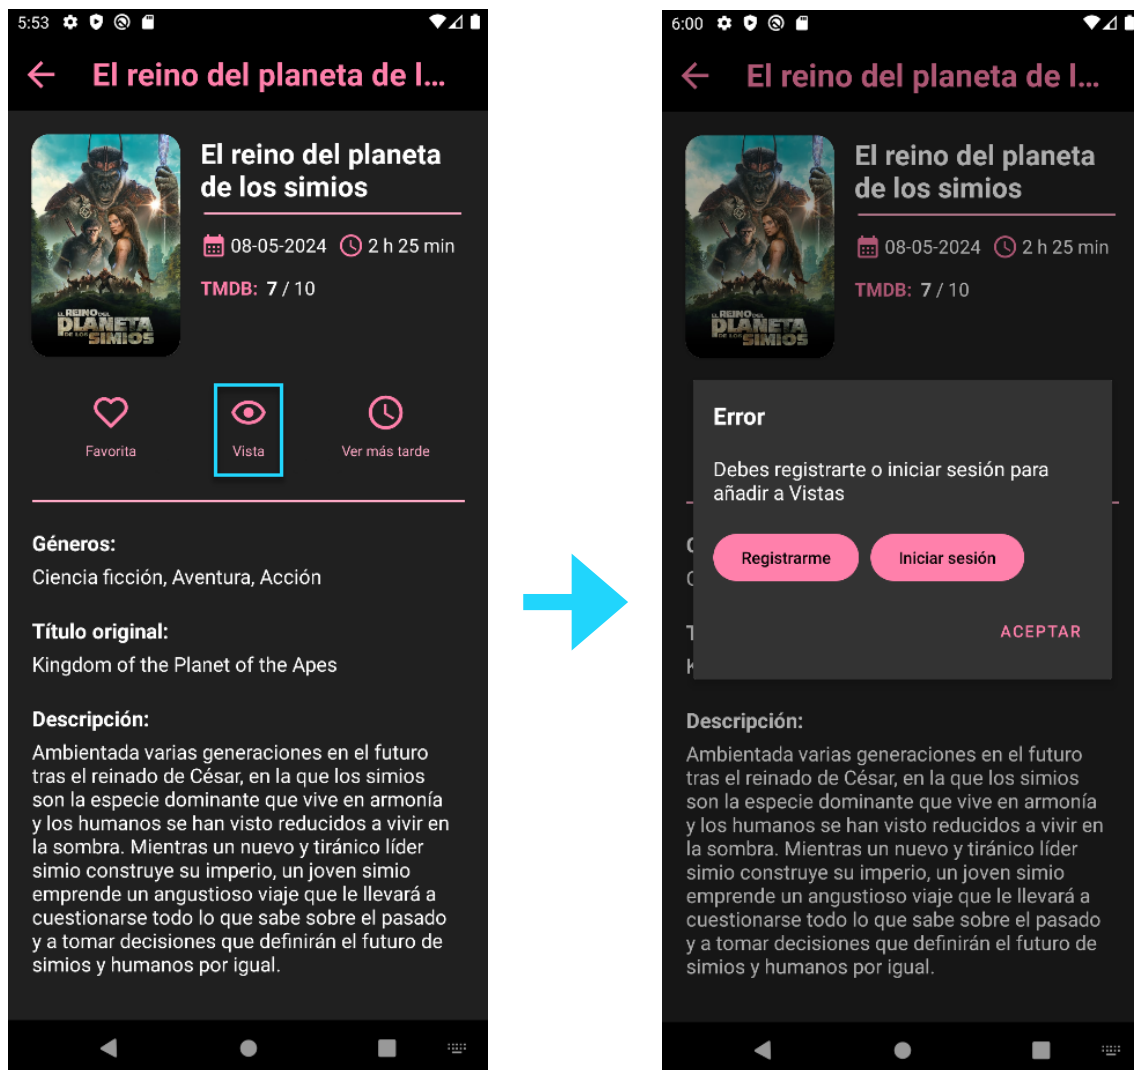 5:53
El reino del planeta de l...
El reino del planeta
de los simios
08-05-2024 2 h 25 min
TMDB: 7 / 10
EL REINO DEL
PLANETA
DE LOS SIMIOS
Favorita Vista Ver más tarde
Géneros:
Ciencia ficción, Aventura, Acción
Título original:
Kingdom of the Planet of the Apes
Descripción:
Ambientada varias generaciones en el futuro
tras el reinado de César, en la que los simios
son la especie dominante que vive en armonía
y los humanos se han visto reducidos a vivir en
la sombra. Mientras un nuevo y tiránico líder
simio construye su imperio, un joven simio
emprende un angustioso viaje que le llevará a
cuestionarse todo lo que sabe sobre el pasado
y a tomar decisiones que definirán el futuro de
simios y humanos por igual.
6:00
El reino del planeta de l...
El reino del planeta
de los simios
08-05-2024 2 h 25 min
TMDB: 7 / 10
EL REINO DEL
PLANETA
DE LOS SIMIOS
Error
Debes registrarte o iniciar sesión para
añadir a Vistas
Registrarme Iniciar sesión
ACEPTAR
Descripción:
Ambientada varias generaciones en el futuro
tras el reinado de César, en la que los simios
son la especie dominante que vive en armonía
y los humanos se han visto reducidos a vivir en
la sombra. Mientras un nuevo y tiránico líder
simio construye su imperio, un joven simio
emprende un angustioso viaje que le llevará a
cuestionarse todo lo que sabe sobre el pasado
y a tomar decisiones que definirán el futuro de
simios y humanos por igual.